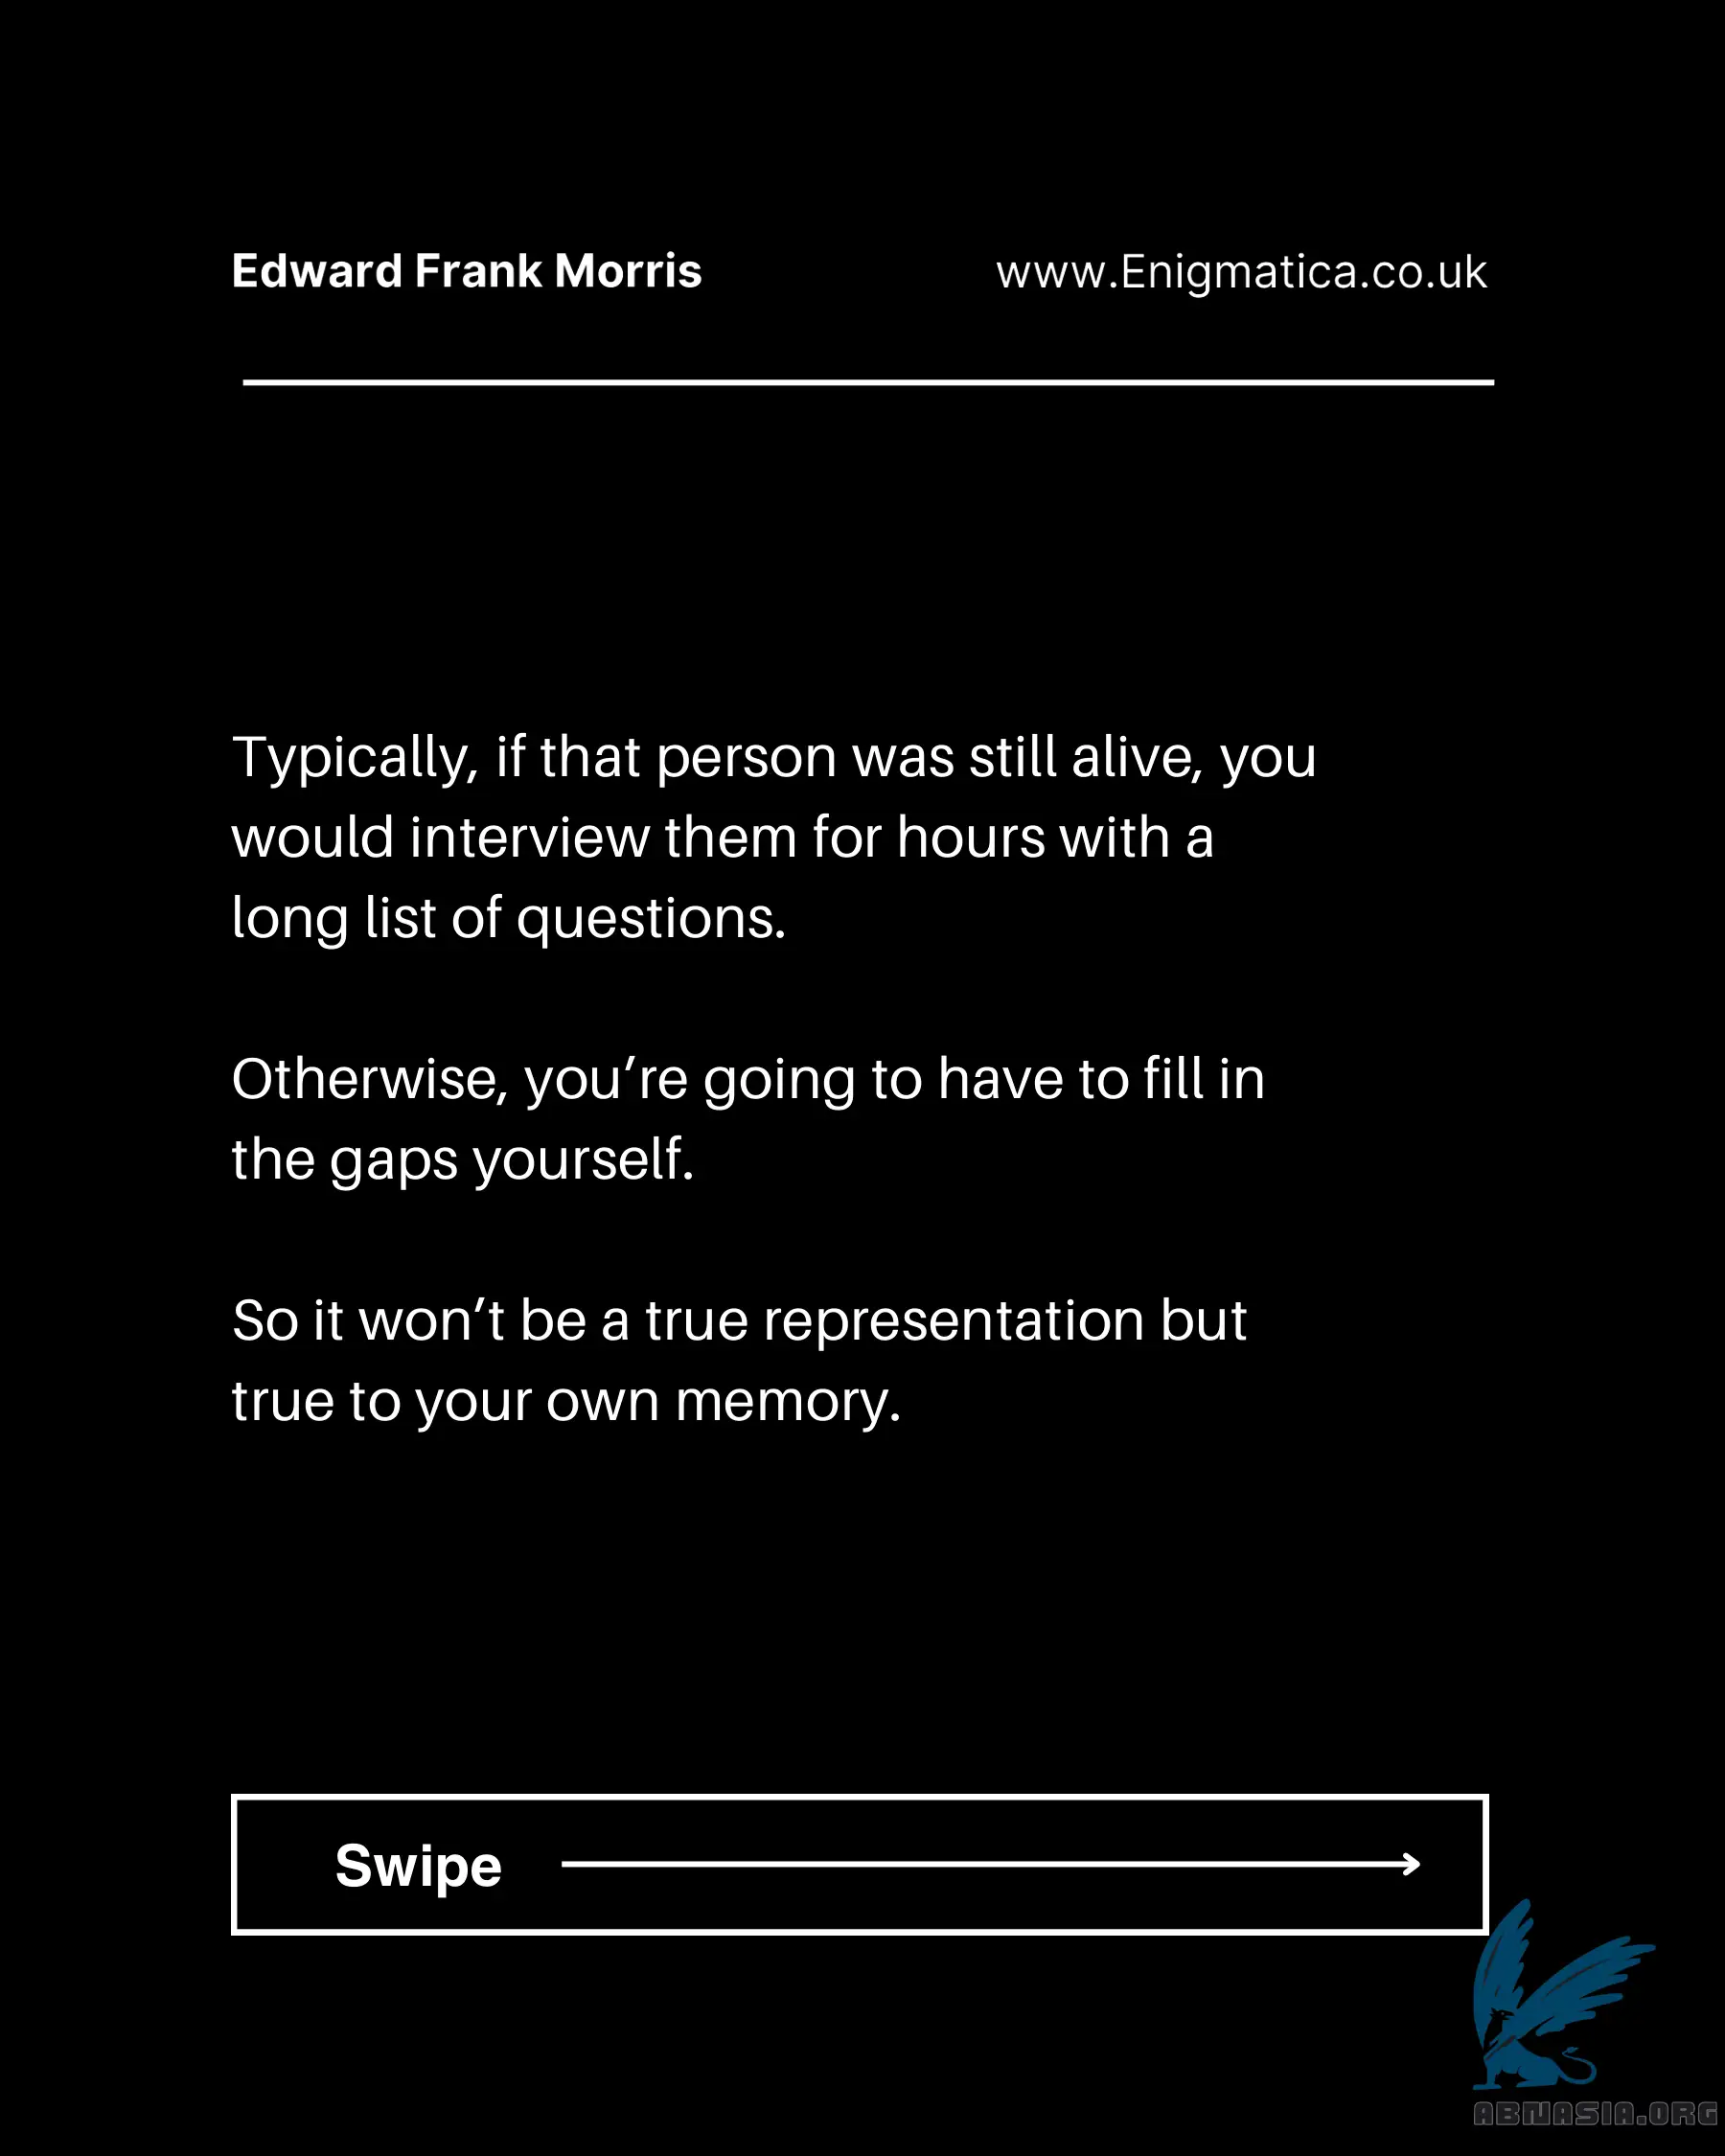 Edward Frank Morris
www.Enigmatica.co.uk
Typically, if that person was still alive, you
would interview them for hours with a
long list of questions.
Otherwise, you’re going to have to fill in
the gaps yourself.
So it won’t be a true representation but
true to your own memory.
Swipe
ABNASIA.ORG